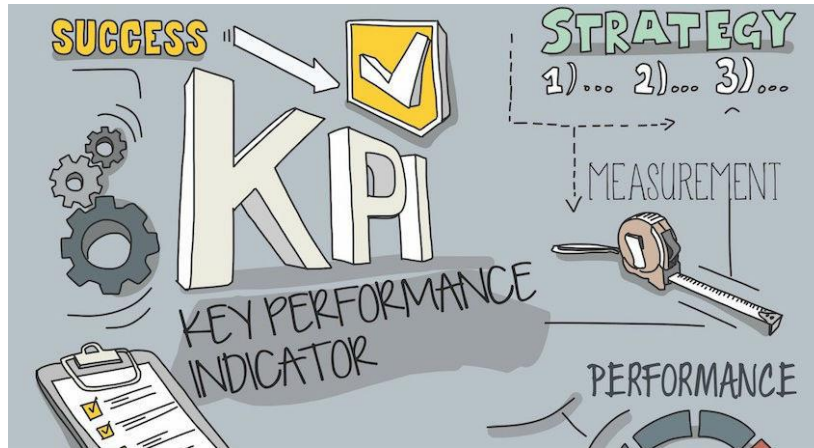 SUCCESS
STRATEGY
1)... 2)... 3)...
KPI
MEASUREMENT
KEY PERFORMANCE
INDICATOR
PERFORMANCE